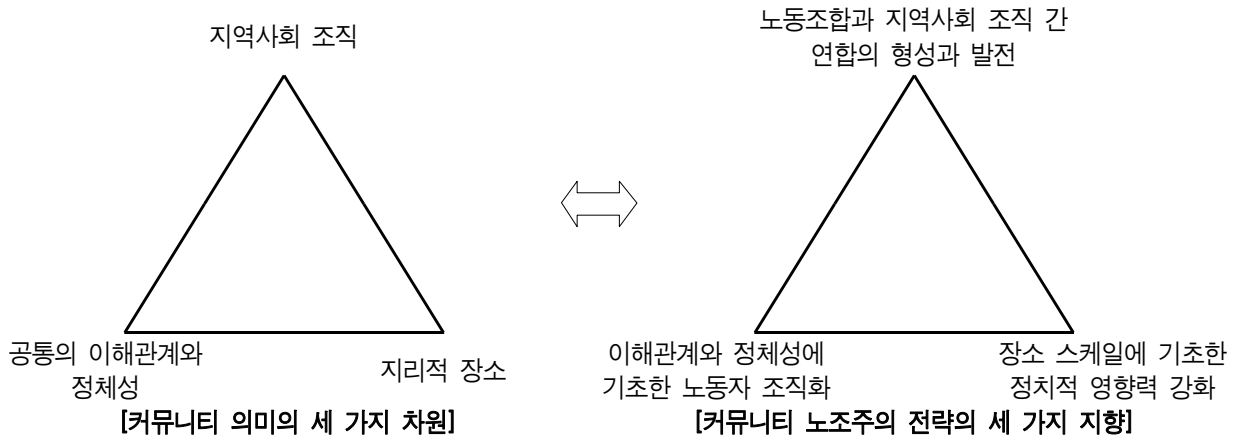 지역사회 조직
공통의 이해관계와
정체성
지리적 장소
[커뮤니티 의미의 세 가지 차원]
노동조합과 지역사회 조직 간
연합의 형성과 발전
이해관계와 정체성에
기초한 노동자 조직화
장소 스케일에 기초한
정치적 영향력 강화
[커뮤니티 노조주의 전략의 세 가지 지향]